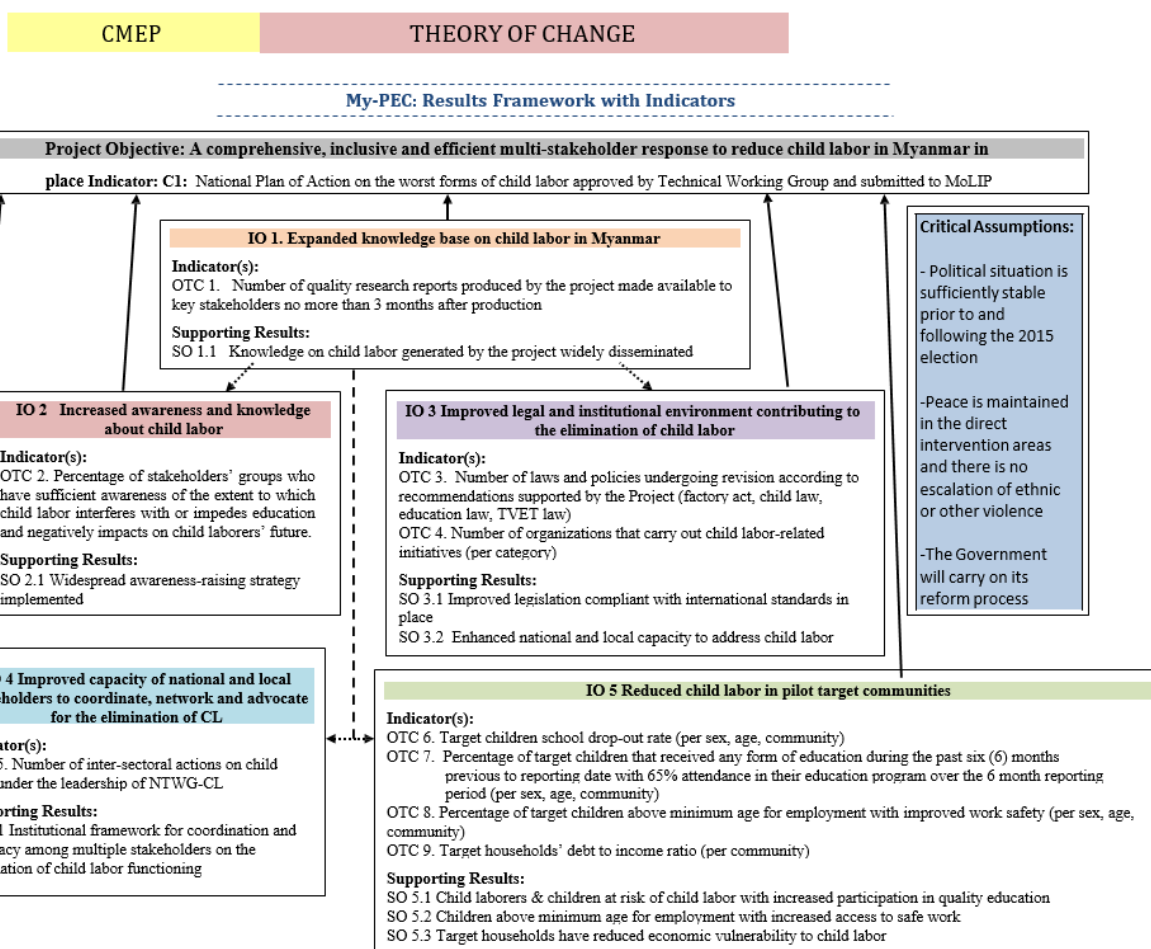 CMEP
THEORY OF CHANGE
My-PEC: Results Framework with Indicators
Project Objective: A comprehensive, inclusive and efficient multi-stakeholder response to reduce child labor in Myanmar in
place Indicator: C1: National Plan of Action on the worst forms of child labor approved by Technical Working Group and submitted to MoLIP
IO 1. Expanded knowledge base on child labor in Myanmar
Indicator(s):
OTC 1. Number of quality research reports produced by the project made available to
key stakeholders no more than 3 months after production
Supporting Results:
SO 1.1 Knowledge on child labor generated by the project widely disseminated
Critical Assumptions:
- Political situation is
sufficiently stable
prior to and
following the 2015
election
-Peace is maintained
in the direct
intervention areas
and there is no
escalation of ethnic
or other violence
-The Government
will carry on its
reform process
IO 2 Increased awareness and knowledge
about child labor
Indicator(s):
OTC 2. Percentage of stakeholders' groups who
have sufficient awareness of the extent to which
child labor interferes with or impedes education
and negatively impacts on child laborers' future.
Supporting Results:
SO 2.1 Widespread awareness-raising strategy
implemented
IO 3 Improved legal and institutional environment contributing to
the elimination of child labor
Indicator(s):
OTC 3. Number of laws and policies undergoing revision according to
recommendations supported by the Project (factory act, child law,
education law, TVET law)
OTC 4. Number of organizations that carry out child labor-related
initiatives (per category)
Supporting Results:
SO 3.1 Improved legislation compliant with international standards in
place
SO 3.2 Enhanced national and local capacity to address child labor
4 Improved capacity of national and local
eholders to coordinate, network and advocate
for the elimination of CL
ator(s):
5. Number of inter-sectoral actions on child
under the leadership of NTWG-CL
orting Results:
1 Institutional framework for coordination and
acy among multiple stakeholders on the
ation of child labor functioning
IO 5 Reduced child labor in pilot target communities
Indicator(s):
OTC 6. Target children school drop-out rate (per sex, age, community)
OTC 7. Percentage of target children that received any form of education during the past six (6) months
previous to reporting date with 65% attendance in their education program over the 6 month reporting
period (per sex, age, community)
OTC 8. Percentage of target children above minimum age for employment with improved work safety (per sex, age,
community)
OTC 9. Target households' debt to income ratio (per community)
Supporting Results:
SO 5.1 Child laborers & children at risk of child labor with increased participation in quality education
SO 5.2 Children above minimum age for employment with increased access to safe work
SO 5.3 Target households have reduced economic vulnerability to child labor